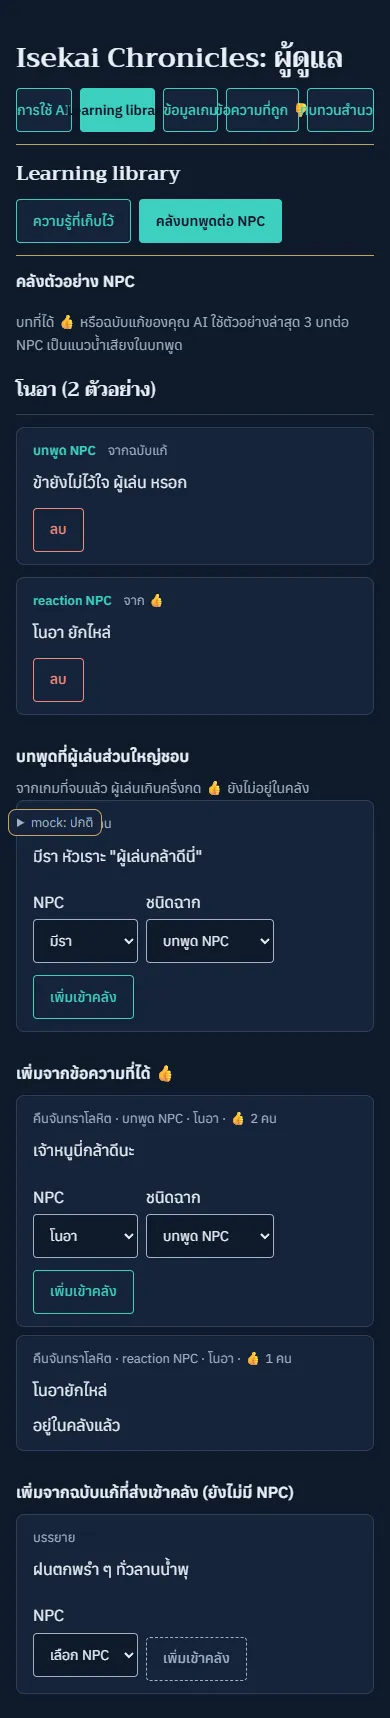 Isekai Chronicles: ผู้ดูแล
การใช้ AI
earning libra
ข้อมูลเกม
ข้อความที่ถูก 👎
บทวนสำนว
Learning library
ความรู้ที่เก็บไว้
คลังบทพูดต่อ NPC
คลังตัวอย่าง NPC
บทที่ได้ 👍 หรือฉบับแก้ของคุณ AI ใช้ตัวอย่างล่าสุด 3 บทต่อ
NPC เป็นแนวน้ำเสียงในบทพูด
โนอา (2 ตัวอย่าง)
บทพูด NPC จากฉบับแก้
ข้ายังไม่ไว้ใจ ผู้เล่น หรอก
ลบ
reaction NPC จาก 👍
โนอา ยักไหล่
ลบ
บทพูดที่ผู้เล่นส่วนใหญ่ชอบ
จากเกมที่จบแล้ว ผู้เล่นเกินครึ่งกด 👍 ยังไม่อยู่ในคลัง
▶ mock: ปกติ
มีรา หัวเราะ "ผู้เล่นกล้าดีนี่"
NPC ชนิดฉาก
มีรา บทพูด NPC
เพิ่มเข้าคลัง
เพิ่มจากข้อความที่ได้ 👍
คืนจันทราโลหิต · บทพูด NPC · โนอา · 👍 2 คน
เจ้าหนูนี่กล้าดีนะ
NPC ชนิดฉาก
โนอา บทพูด NPC
เพิ่มเข้าคลัง
คืนจันทราโลหิต · reaction NPC · โนอา · 👍 1 คน
โนอายักไหล่
อยู่ในคลังแล้ว
เพิ่มจากฉบับแก้ที่ส่งเข้าคลัง (ยังไม่มี NPC)
บรรยาย
ฝนตกพรำ ๆ ทั่วลานน้ำพุ
NPC
เลือก NPC เพิ่มเข้าคลัง